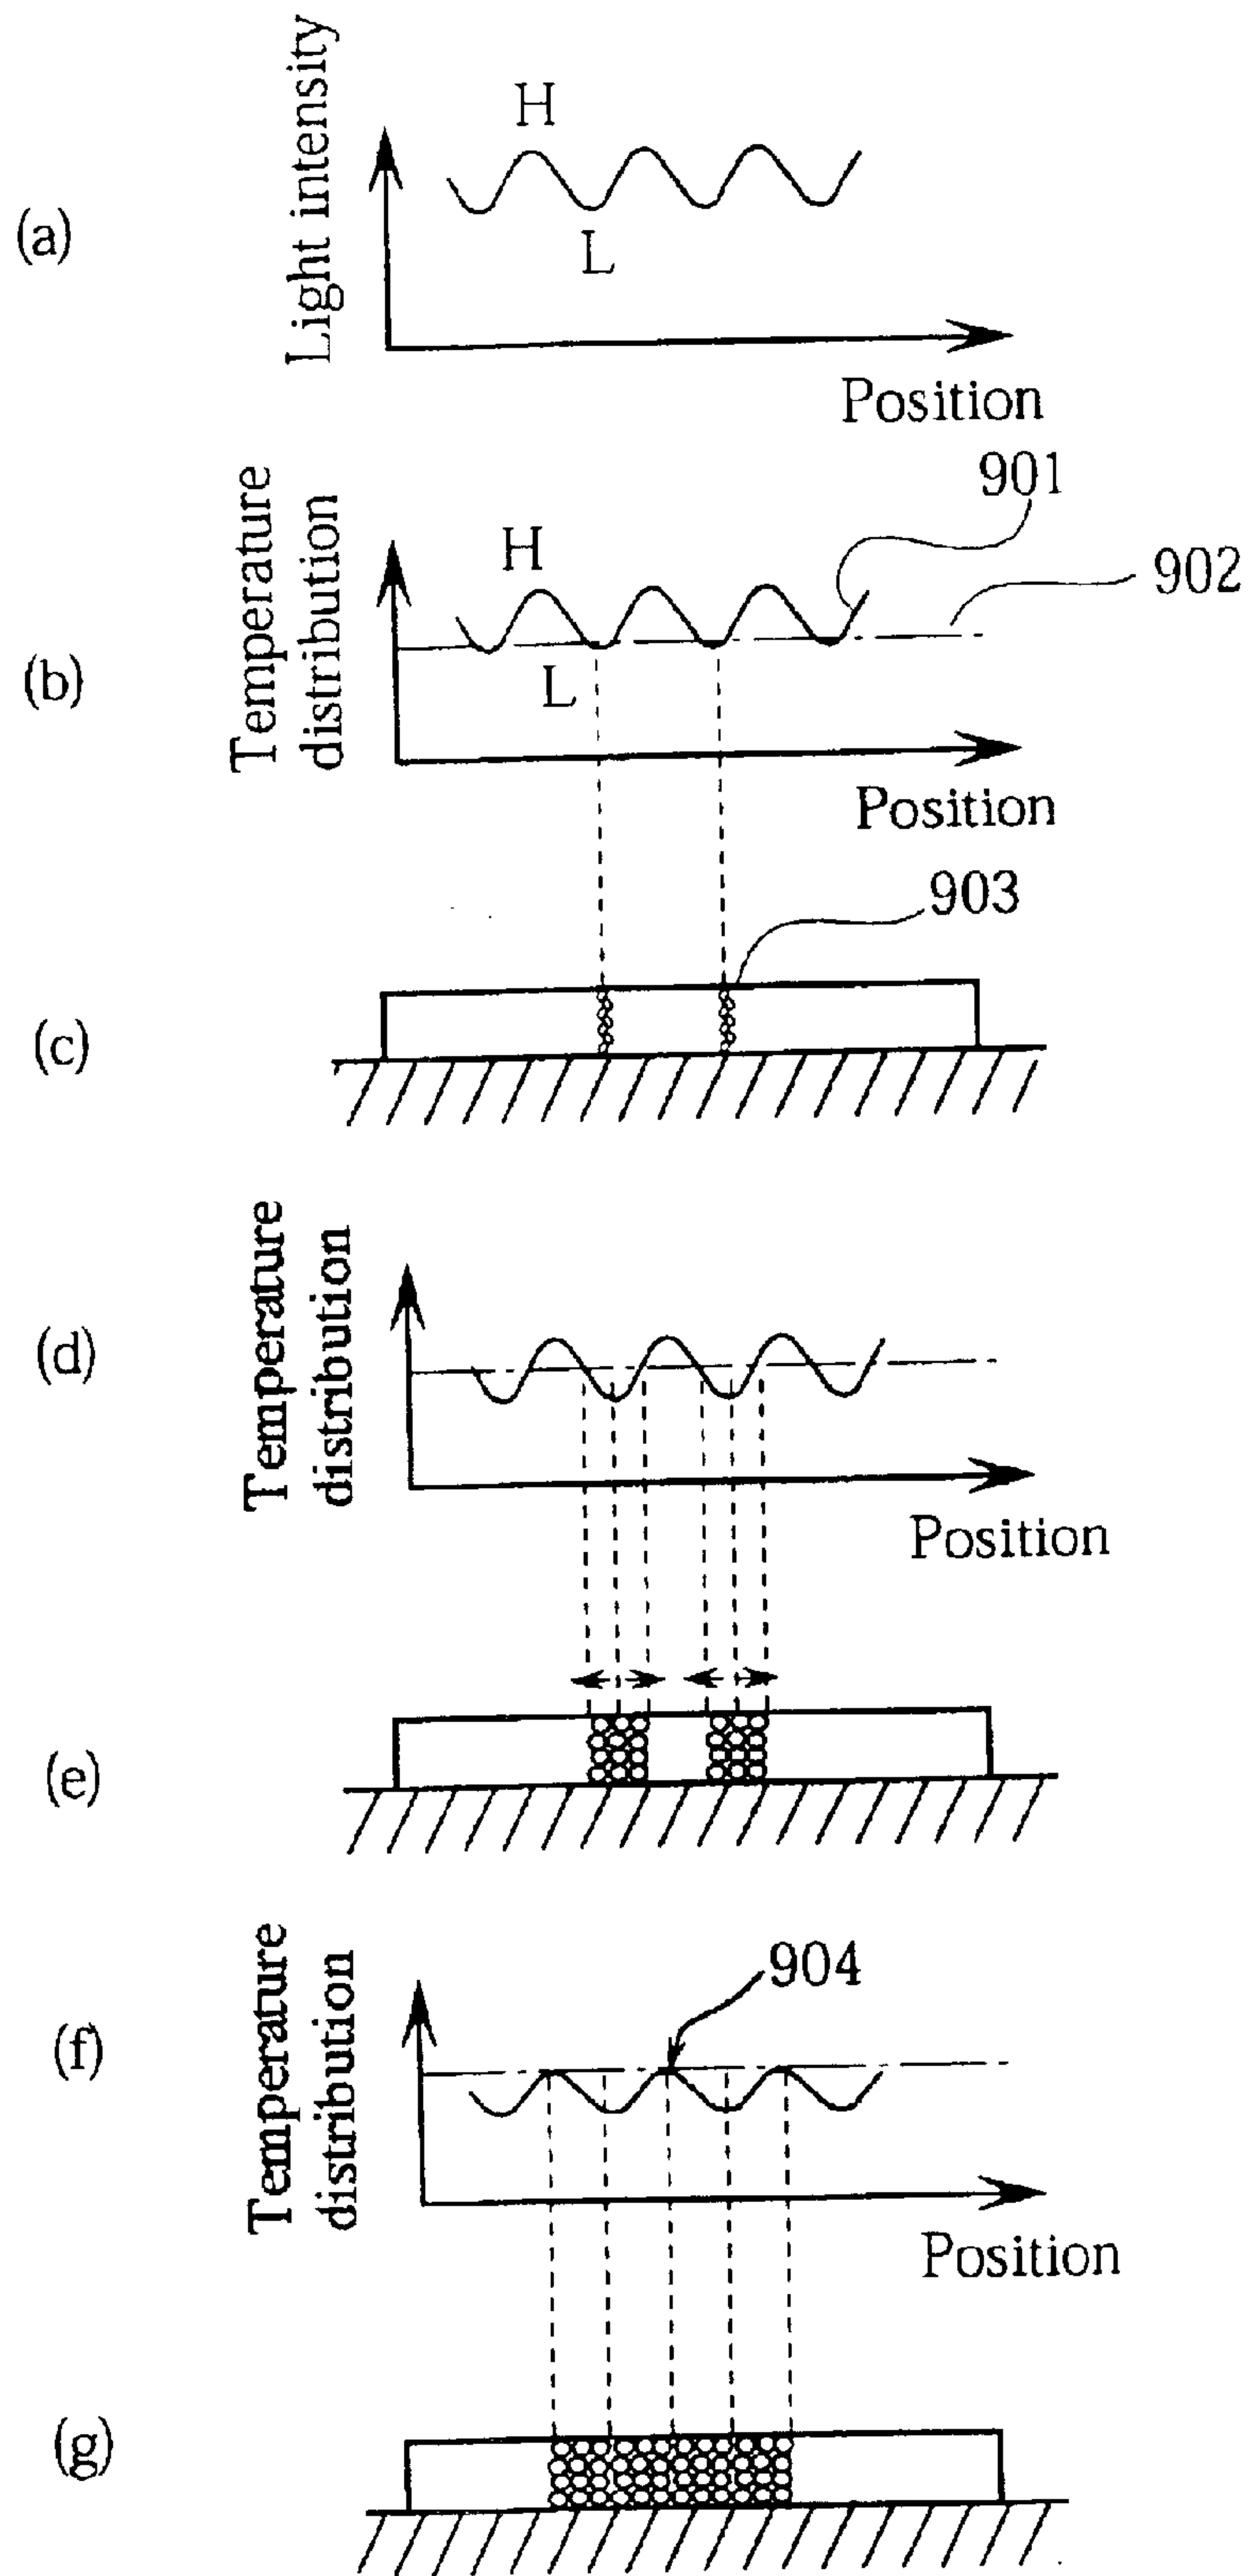 (a)
Light intensity
H
L
Position
(b)
Temperature
distribution
H
L
901
902
Position
(c)
903
(d)
Temperature
distribution
Position
(e)
(f)
Temperature
distribution
904
Position
(g)